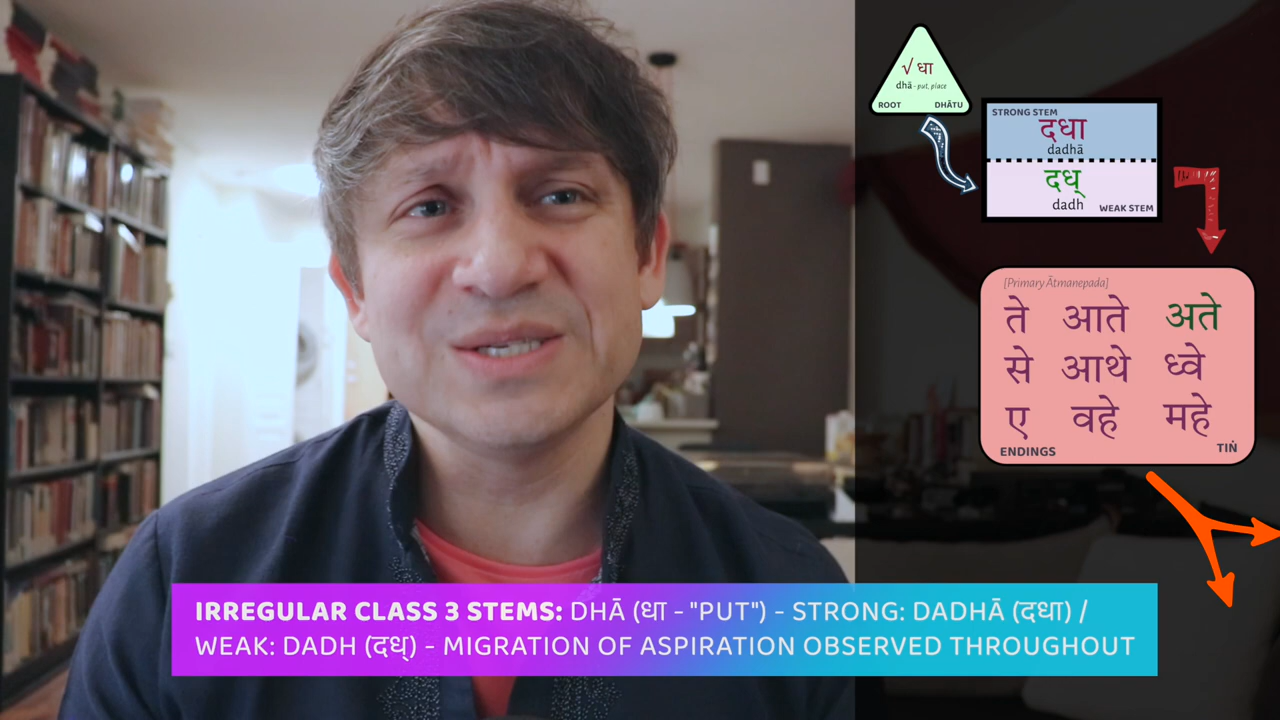 √ धा
dhā - put, place
ROOT DHĀTU
STRONG STEM
दधा
dadhā
दध्
dadh
WEAK STEM
[Primary Ātmanepada]
ते आते अते
से आथे ध्वे
ए वहे महे
ENDINGS TIṄ
IRREGULAR CLASS 3 STEMS: DHĀ (धा - "PUT") - STRONG: DADHĀ (दधा) /
WEAK: DADH (दध्) - MIGRATION OF ASPIRATION OBSERVED THROUGHOUT